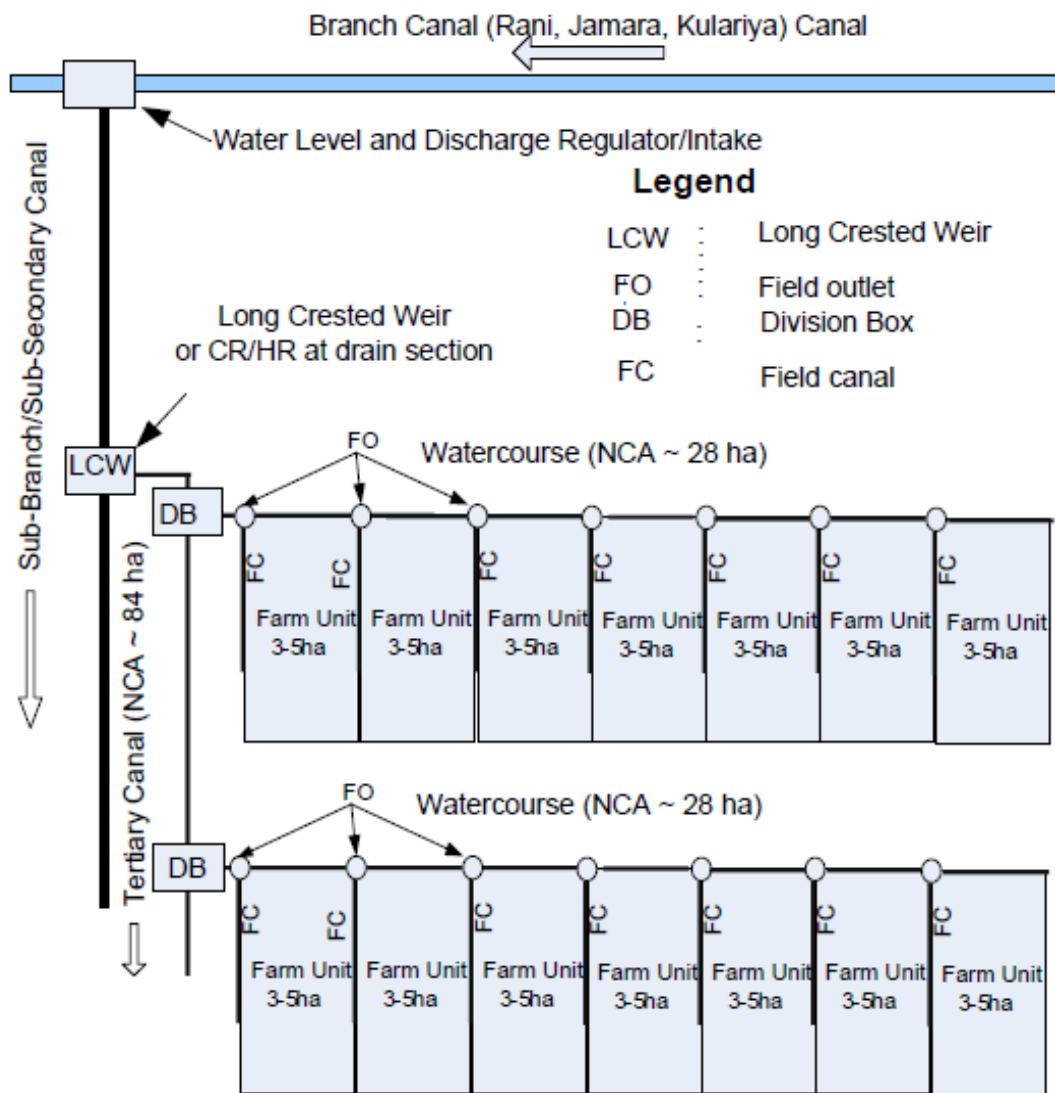 Branch Canal (Rani, Jamara, Kulariya) Canal
Water Level and Discharge Regulator/Intake
Legend
LCW : Long Crested Weir
FO : Field outlet
DB : Division Box
FC Field canal
Sub-Branch/Sub-Secondary Canal
Long Crested Weir
or CR/HR at drain section
LCW
Tertiary Canal (NCA ~ 84 ha)
FO
Watercourse (NCA ~ 28 ha)
DB
FC FC FC FC FC FC FC
Farm Unit Farm Unit Farm Unit Farm Unit Farm Unit Farm Unit Farm Unit
3-5ha 3-5ha 3-5ha 3-5ha 3-5ha 3-5ha 3-5ha
FO
Watercourse (NCA ~ 28 ha)
DB
FC FC FC FC FC FC FC
Farm Unit Farm Unit Farm Unit Farm Unit Farm Unit Farm Unit Farm Unit
3-5ha 3-5ha 3-5ha 3-5ha 3-5ha 3-5ha 3-5ha